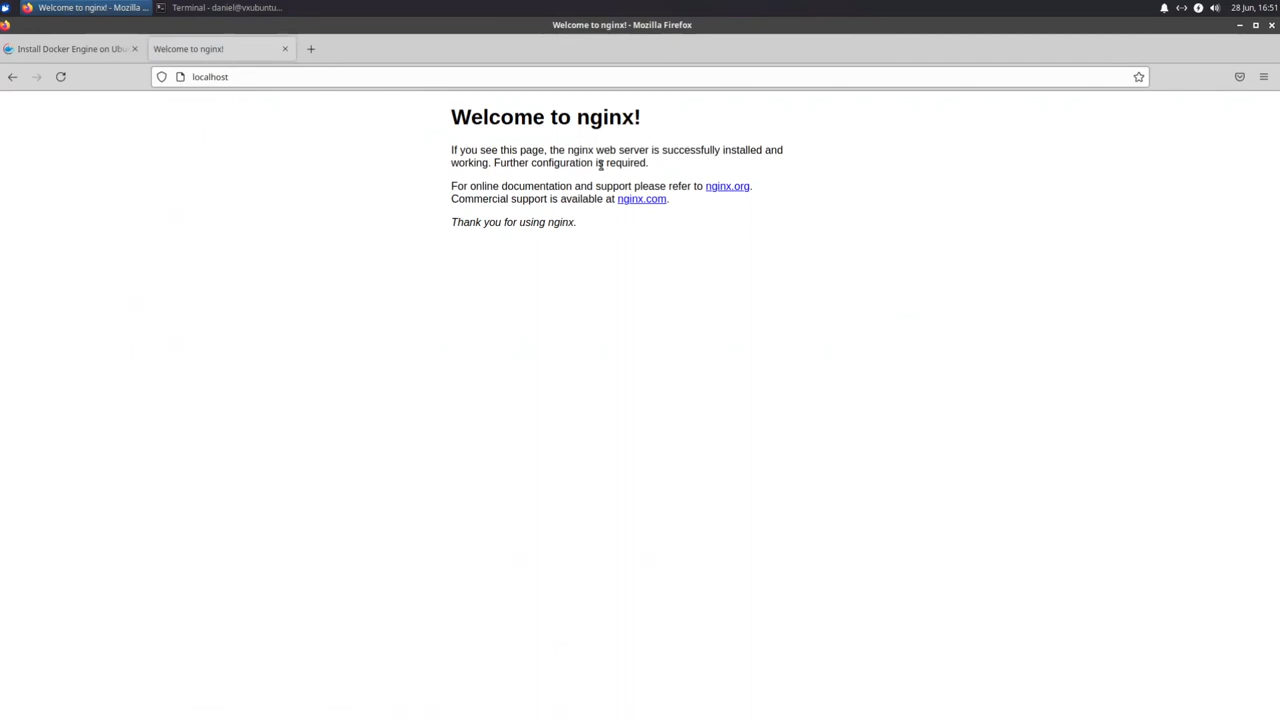 Welcome to nginx! - Mozilla ...
Terminal - daniel@vxubuntu...
28 Jun, 16:51
Welcome to nginx! - Mozilla Firefox
Install Docker Engine on Ubu
Welcome to nginx!
localhost
Welcome to nginx!
If you see this page, the nginx web server is successfully installed and
working. Further configuration is required.
For online documentation and support please refer to nginx.org.
Commercial support is available at nginx.com.
Thank you for using nginx.